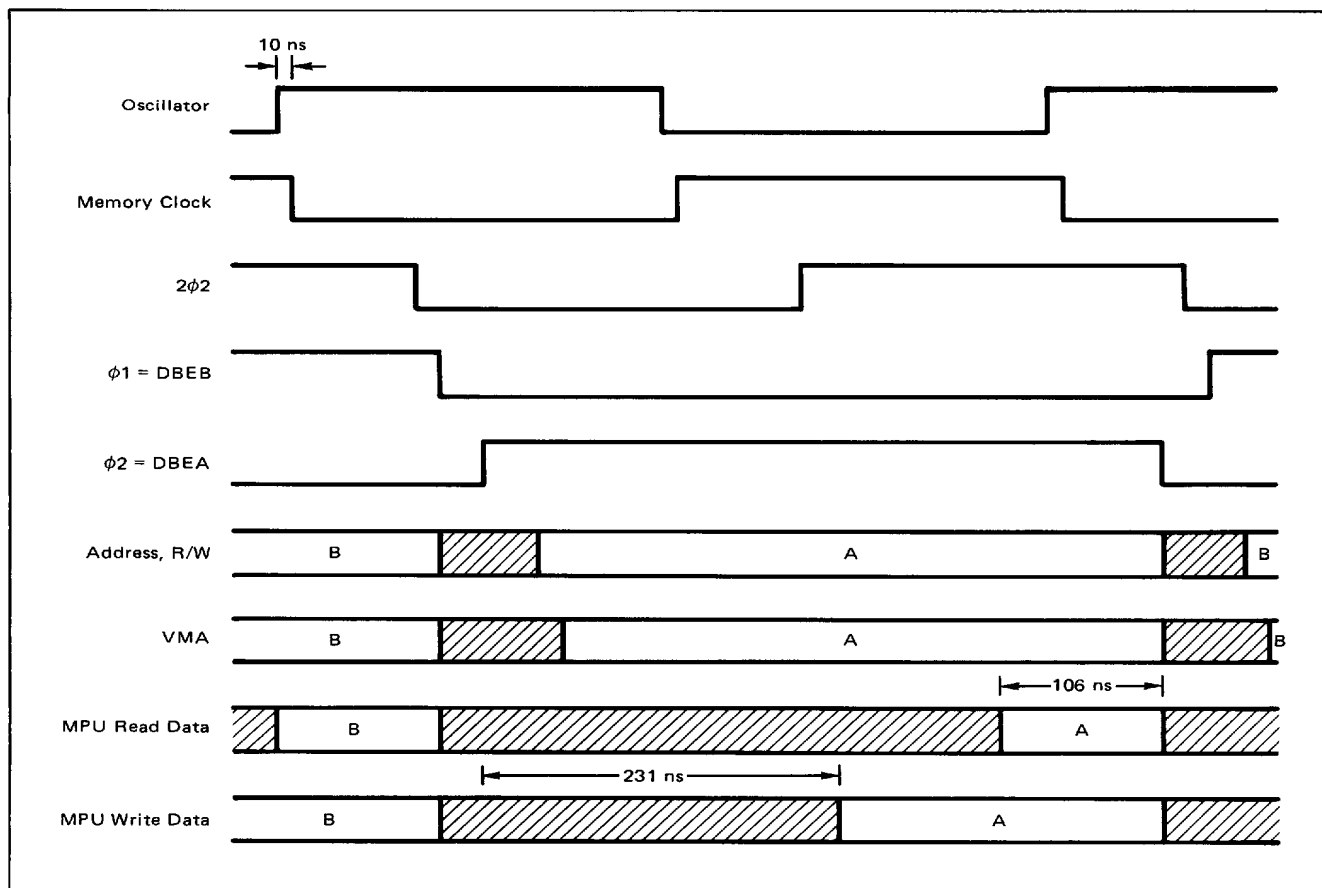 10 ns
Oscillator
Memory Clock
2ϕ2
ϕ1 = DBEB
ϕ2 = DBEA
Address, R/W
B
A
B
VMA
B
A
B
106 ns
MPU Read Data
B
A
231 ns
MPU Write Data
B
A